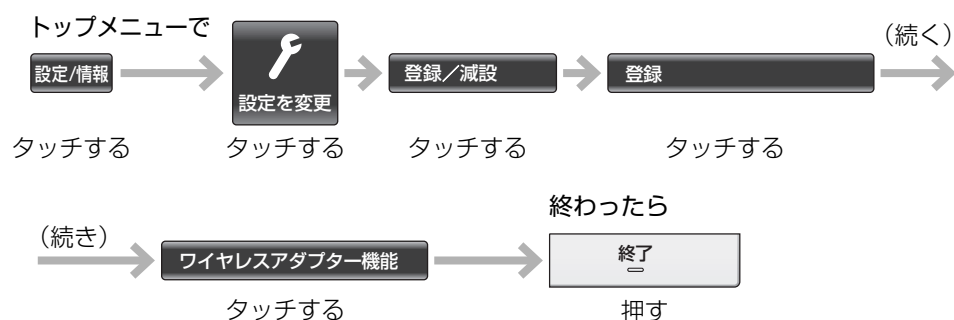 トップメニューで
(続く)
設定/情報
設定を変更
登録／減設
登録
タッチする
タッチする
タッチする
タッチする
終わったら
(続き)
ワイヤレスアダプター機能
終了
タッチする
押す